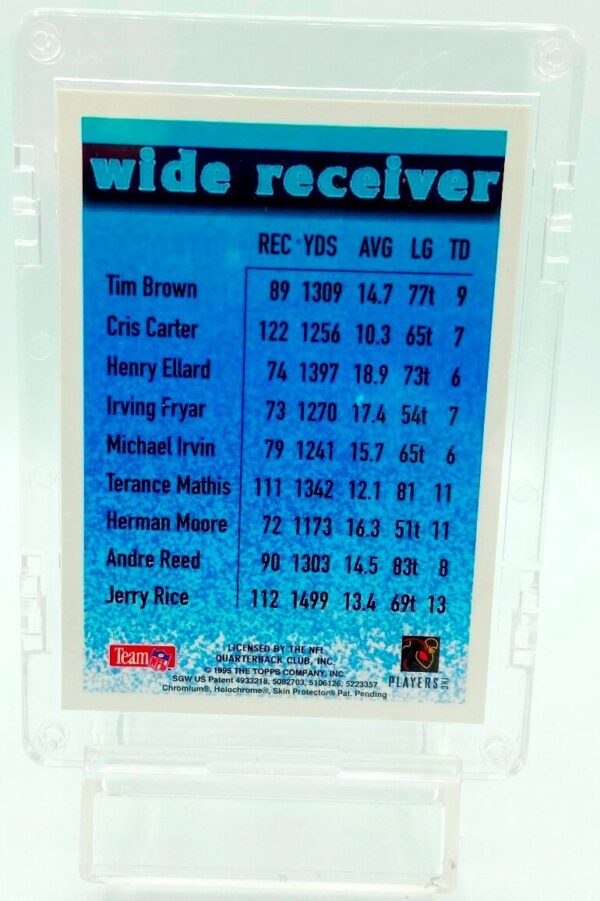 wide receiver
REC YDS AVG LG TD
Tim Brown 89 1309 14.7 77t 9
Cris Carter 122 1256 10.3 65t 7
Henry Ellard 74 1397 18.9 73t 6
Irving Fryar 73 1270 17.4 54t 7
Michael Irvin 79 1241 15.7 65t 6
Terance Mathis 111 1342 12.1 81 11
Herman Moore 72 1173 16.3 51t 11
Andre Reed 90 1303 14.5 83t 8
Jerry Rice 112 1499 13.4 69t 13
Team NFL
LICENSED BY THE NFL
QUARTERBACK CLUB, INC.
© 1995 THE TOPPS COMPANY, INC.
SGW US Patent 4933218, 5082703, 5106126, 5223357
Chromium®, Holochrome®, Skin Protector® Pat. Pending
PLAYERS INC